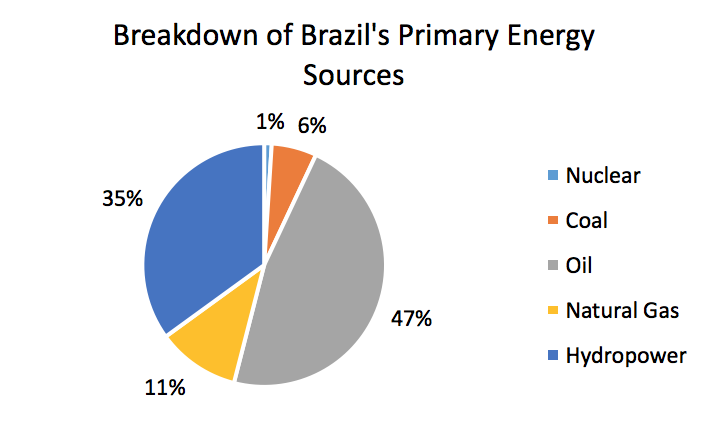 Breakdown of Brazil's Primary Energy
Sources
1%
6%
35%
47%
11%
Nuclear
Coal
Oil
Natural Gas
Hydropower